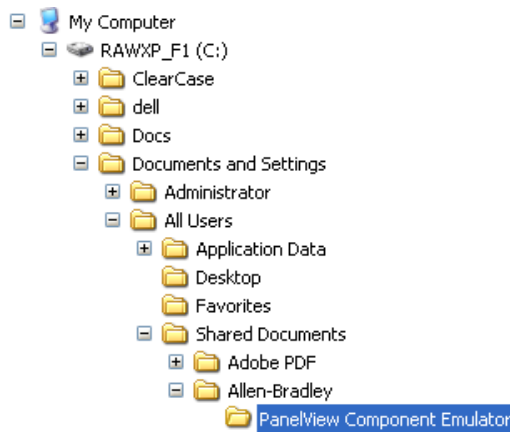 My Computer
RAWXP_F1 (C:)
ClearCase
dell
Docs
Documents and Settings
Administrator
All Users
Application Data
Desktop
Favorites
Shared Documents
Adobe PDF
Allen-Bradley
PanelView Component Emulator